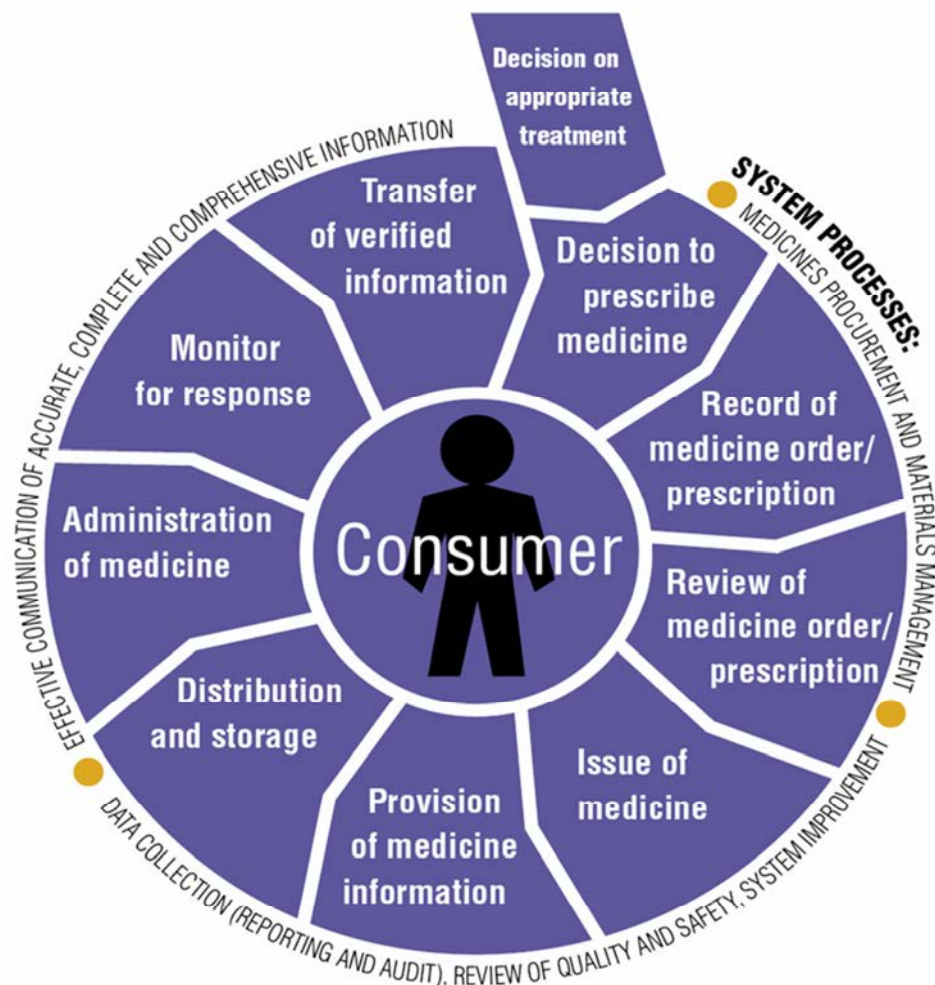 Decision on
appropriate
treatment
SYSTEM PROCESSES:
MEDICINES PROCUREMENT AND MATERIALS MANAGEMENT
Decision to
prescribe
medicine
Record of
medicine order/
prescription
Review of
medicine order/
prescription
Issue of
medicine
Provision
of medicine
information
Distribution
and storage
Administration
of medicine
Monitor
for response
Transfer
of verified
information
Consumer
DATA COLLECTION (REPORTING AND AUDIT), REVIEW OF QUALITY AND SAFETY, SYSTEM IMPROVEMENT
EFFECTIVE COMMUNICATION OF ACCURATE, COMPLETE AND COMPREHENSIVE INFORMATION